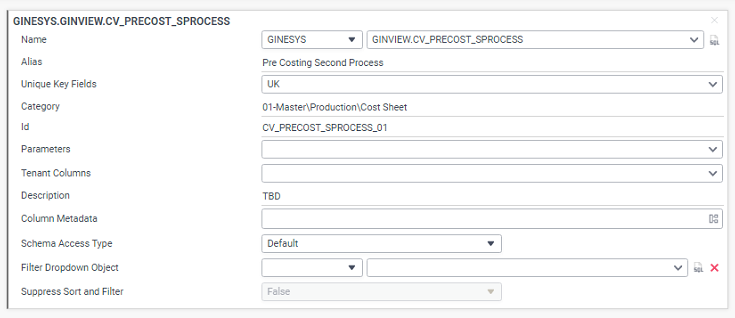 GINESYS.GINVIEW.CV_PRECOST_SPROCESS
Name GINESYS GINVIEW.CV_PRECOST_SPROCESS SQL
Alias Pre Costing Second Process
Unique Key Fields UK
Category 01-Master\Production\Cost Sheet
Id CV_PRECOST_SPROCESS_01
Parameters
Tenant Columns
Description TBD
Column Metadata
Schema Access Type Default
Filter Dropdown Object SQL
Suppress Sort and Filter False